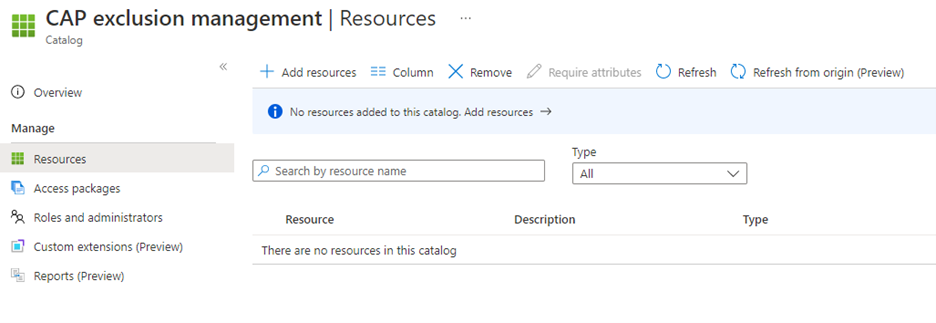 CAP exclusion management | Resources ...
Catalog
«
Overview
Manage
Resources
Access packages
Roles and administrators
Custom extensions (Preview)
Reports (Preview)
Add resources Column Remove Require attributes Refresh Refresh from origin (Preview)
No resources added to this catalog. Add resources →
Type
Search by resource name All
Resource Description Type
There are no resources in this catalog